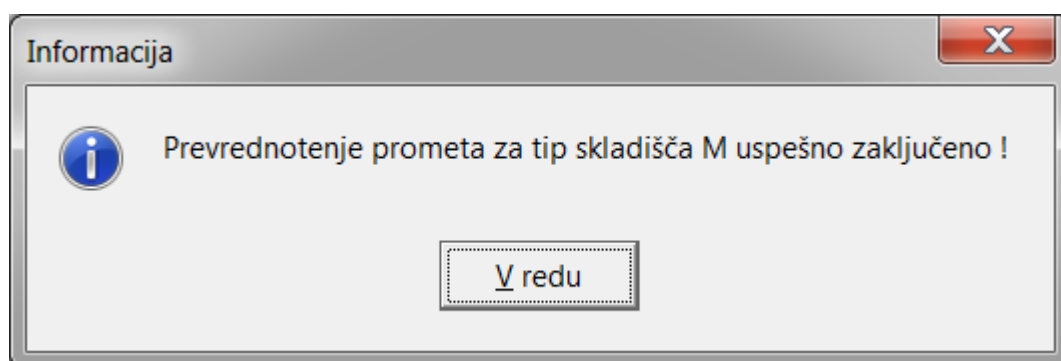 Informacija
Prevrednotenje prometa za tip skladišča M uspešno zaključeno !
V redu